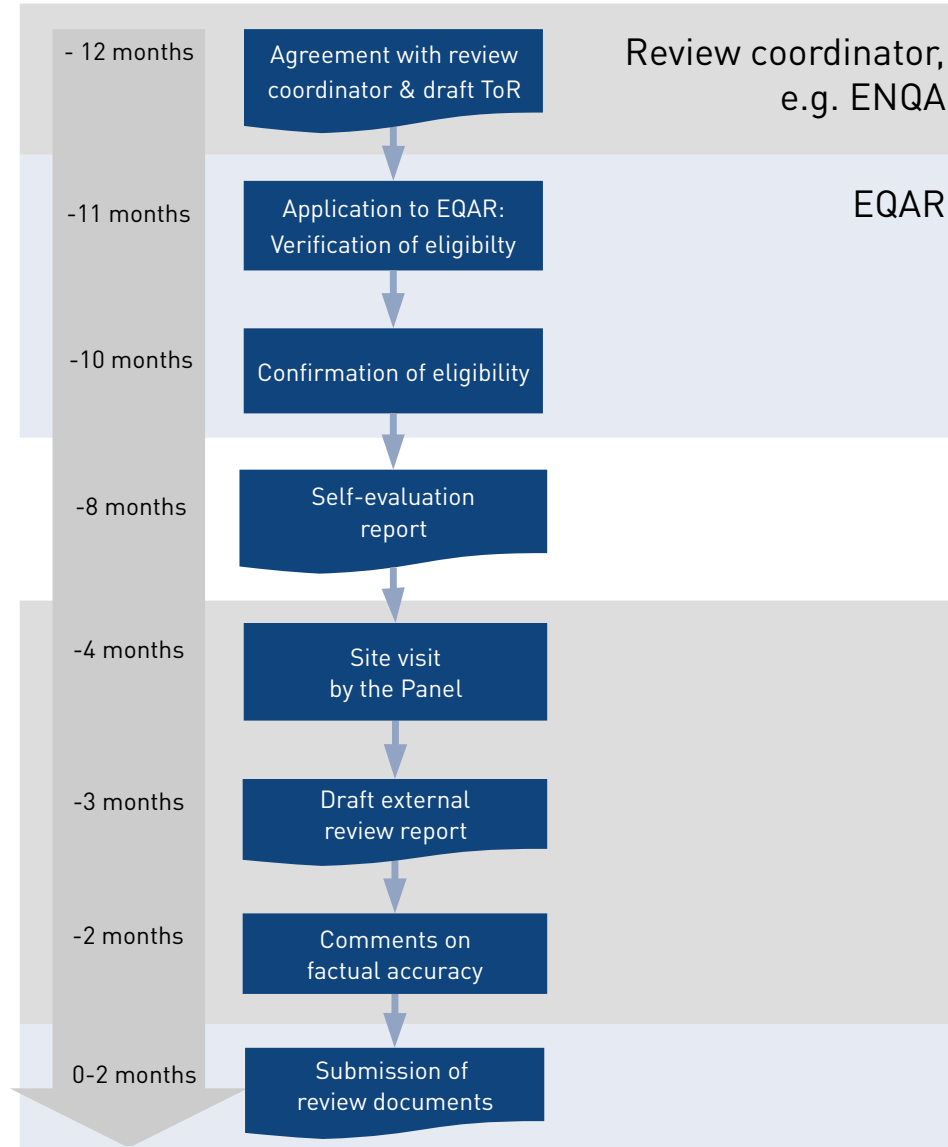 - 12 months
Agreement with review
coordinator & draft ToR
Review coordinator,
e.g. ENQA
-11 months
Application to EQAR:
Verification of eligibilty
EQAR
-10 months
Confirmation of eligibility
-8 months
Self-evaluation
report
-4 months
Site visit
by the Panel
-3 months
Draft external
review report
-2 months
Comments on
factual accuracy
0-2 months
Submission of
review documents